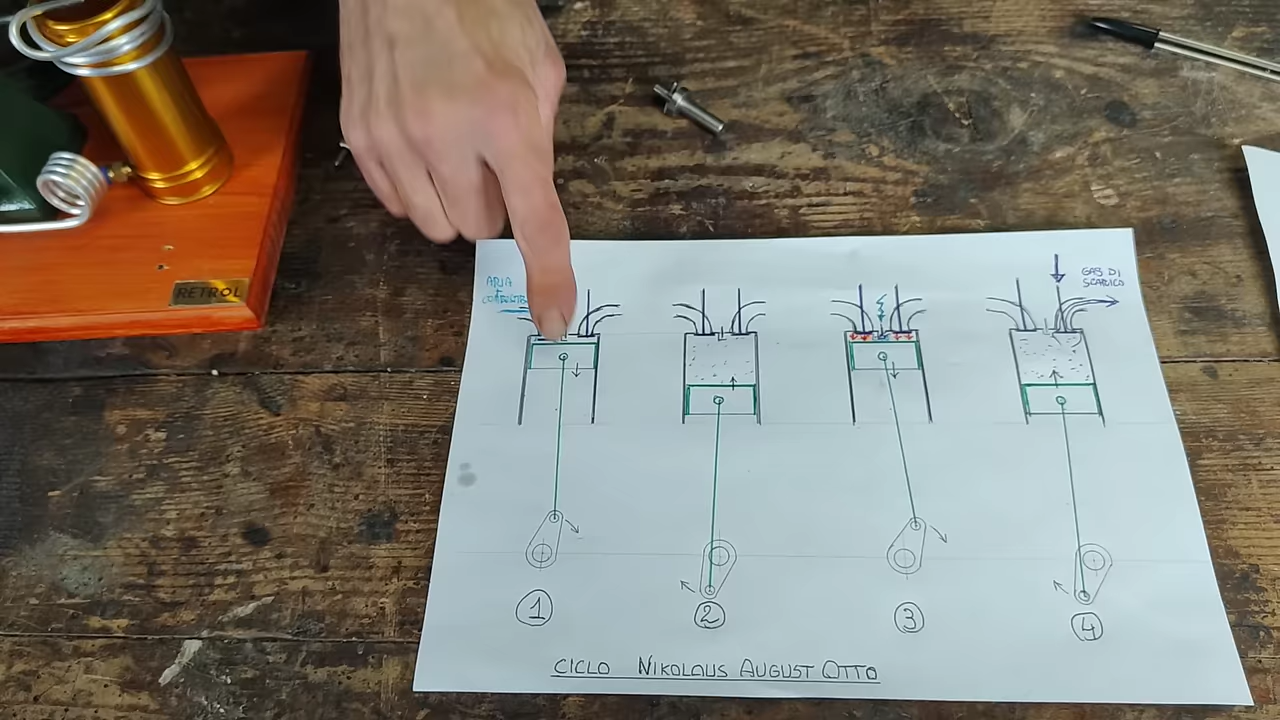 RETROL
ARIA
+
GAS DI
SCARICO
1
2
3
4
CICLO NIKOLAUS AUGUST OTTO